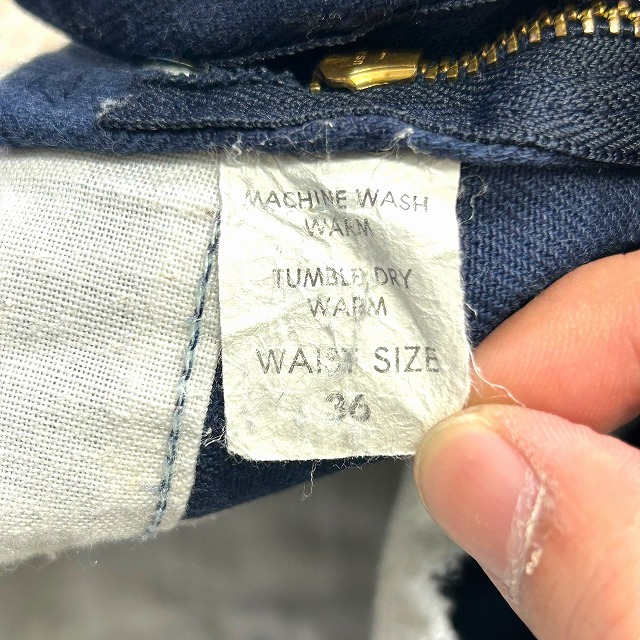 MACHINE WASH
WARM
TUMBLE DRY
WARM
WAIST SIZE
36